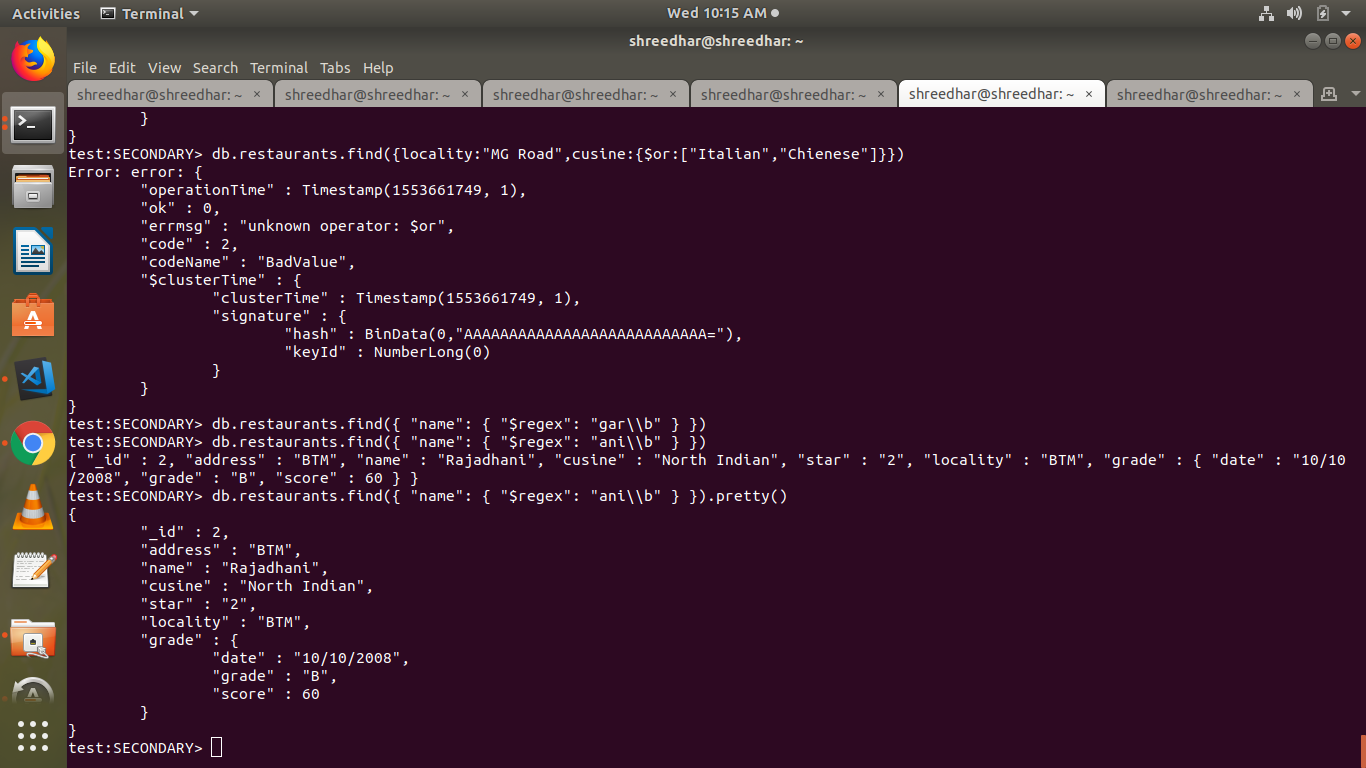 Activities Terminal Wed 10:15 AM
shreedhar@shreedhar: ~
File Edit View Search Terminal Tabs Help
shreedhar@shreedhar: ~ × shreedhar@shreedhar: ~ × shreedhar@shreedhar: ~ × shreedhar@shreedhar: ~ × shreedhar@shreedhar: ~ × shreedhar@shreedhar: ~ ×
}
}
test:SECONDARY> db.restaurants.find({locality:"MG Road",cusine:{$or:["Italian","Chienese"]}})
Error: error: {
"operationTime" : Timestamp(1553661749, 1),
"ok" : 0,
"errmsg" : "unknown operator: $or",
"code" : 2,
"codeName" : "BadValue",
"$clusterTime" : {
"clusterTime" : Timestamp(1553661749, 1),
"signature" : {
"hash" : BinData(0,"AAAAAAAAAAAAAAAAAAAAAAAAAAA="),
"keyId" : NumberLong(0)
}
}
}
test:SECONDARY> db.restaurants.find({ "name": { "$regex": "gar\\b" } })
test:SECONDARY> db.restaurants.find({ "name": { "$regex": "ani\\b" } })
{ "_id" : 2, "address" : "BTM", "name" : "Rajadhani", "cusine" : "North Indian", "star" : "2", "locality" : "BTM", "grade" : { "date" : "10/10
/2008", "grade" : "B", "score" : 60 } }
test:SECONDARY> db.restaurants.find({ "name": { "$regex": "ani\\b" } }).pretty()
{
"_id" : 2,
"address" : "BTM",
"name" : "Rajadhani",
"cusine" : "North Indian",
"star" : "2",
"locality" : "BTM",
"grade" : {
"date" : "10/10/2008",
"grade" : "B",
"score" : 60
}
}
test:SECONDARY>